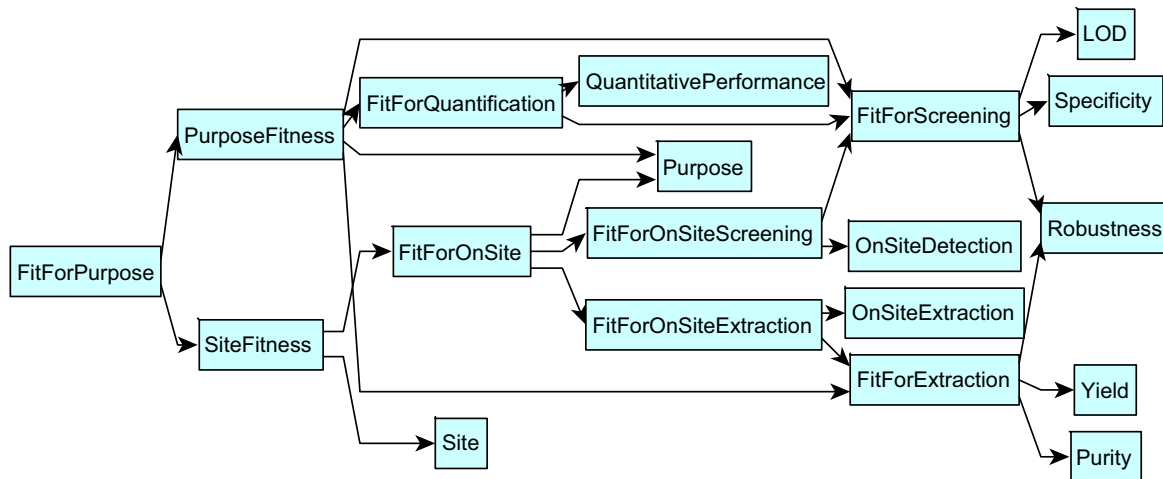 LOD
QuantitativePerformance
FitForQuantification
Specificity
FitForScreening
PurposeFitness
Purpose
FitForOnSiteScreening
Robustness
FitForOnSite
OnSiteDetection
FitForPurpose
OnSiteExtraction
FitForOnSiteExtraction
SiteFitness
FitForExtraction
Yield
Site
Purity